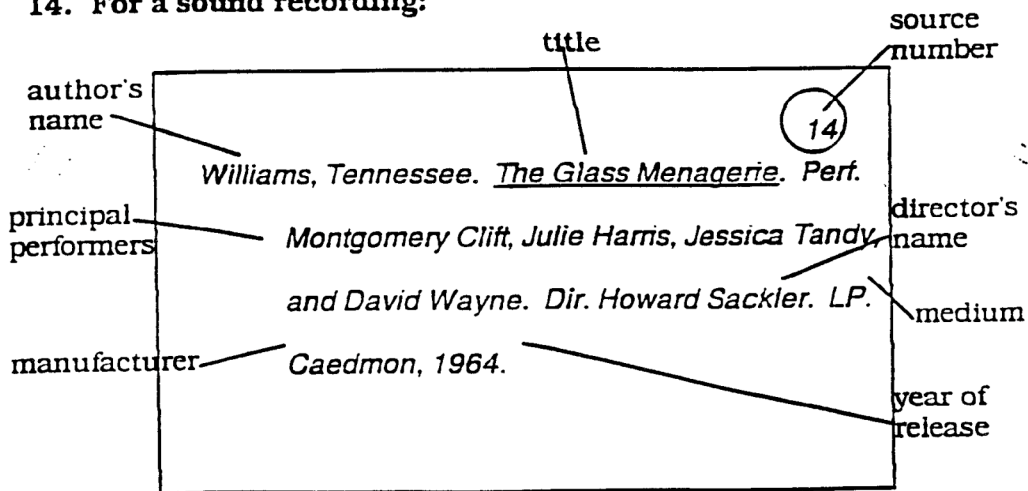 14. For a sound recording:
title
source
number
author's
name
14
Williams, Tennessee. The Glass Menagerie. Perf.
principal
performers
Montgomery Clift, Julie Harris, Jessica Tandy,
director's
name
and David Wayne. Dir. Howard Sackler. LP.
medium
manufacturer
Caedmon, 1964.
year of
release